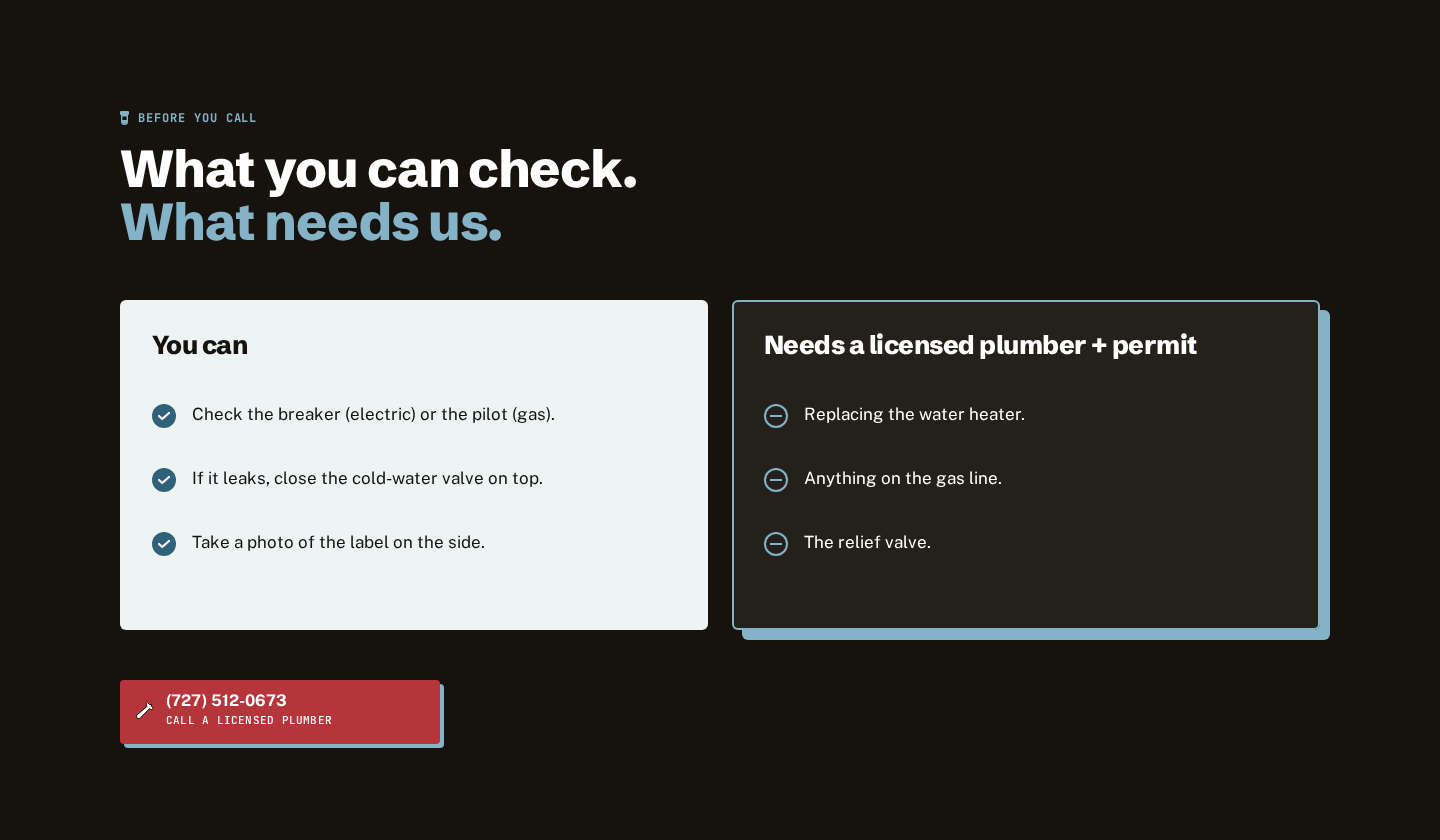 BEFORE YOU CALL
What you can check.
What needs us.
You can
Check the breaker (electric) or the pilot (gas).
If it leaks, close the cold-water valve on top.
Take a photo of the label on the side.
Needs a licensed plumber + permit
Replacing the water heater.
Anything on the gas line.
The relief valve.
(727) 512-0673
CALL A LICENSED PLUMBER